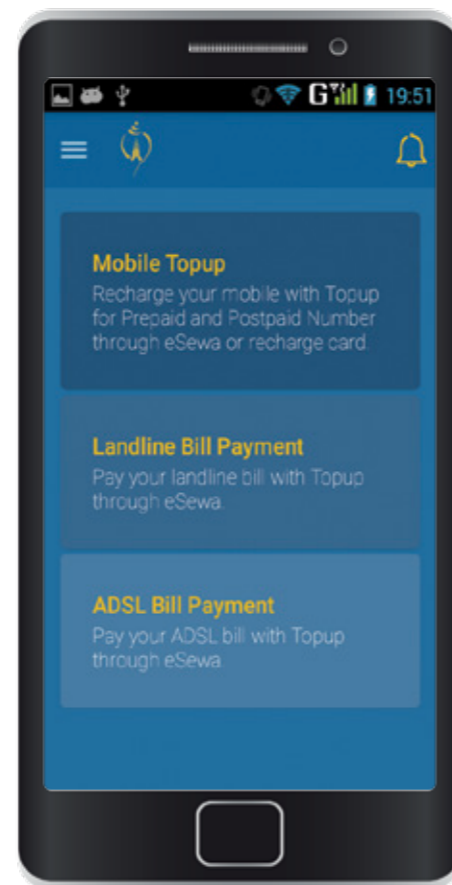 19:51
Mobile Topup
Recharge your mobile with Topup
for Prepaid and Postpaid Number
through eSewa or recharge card.
Landline Bill Payment
Pay your landline bill with Topup
through eSewa.
ADSL Bill Payment
Pay your ADSL bill with Topup
through eSewa